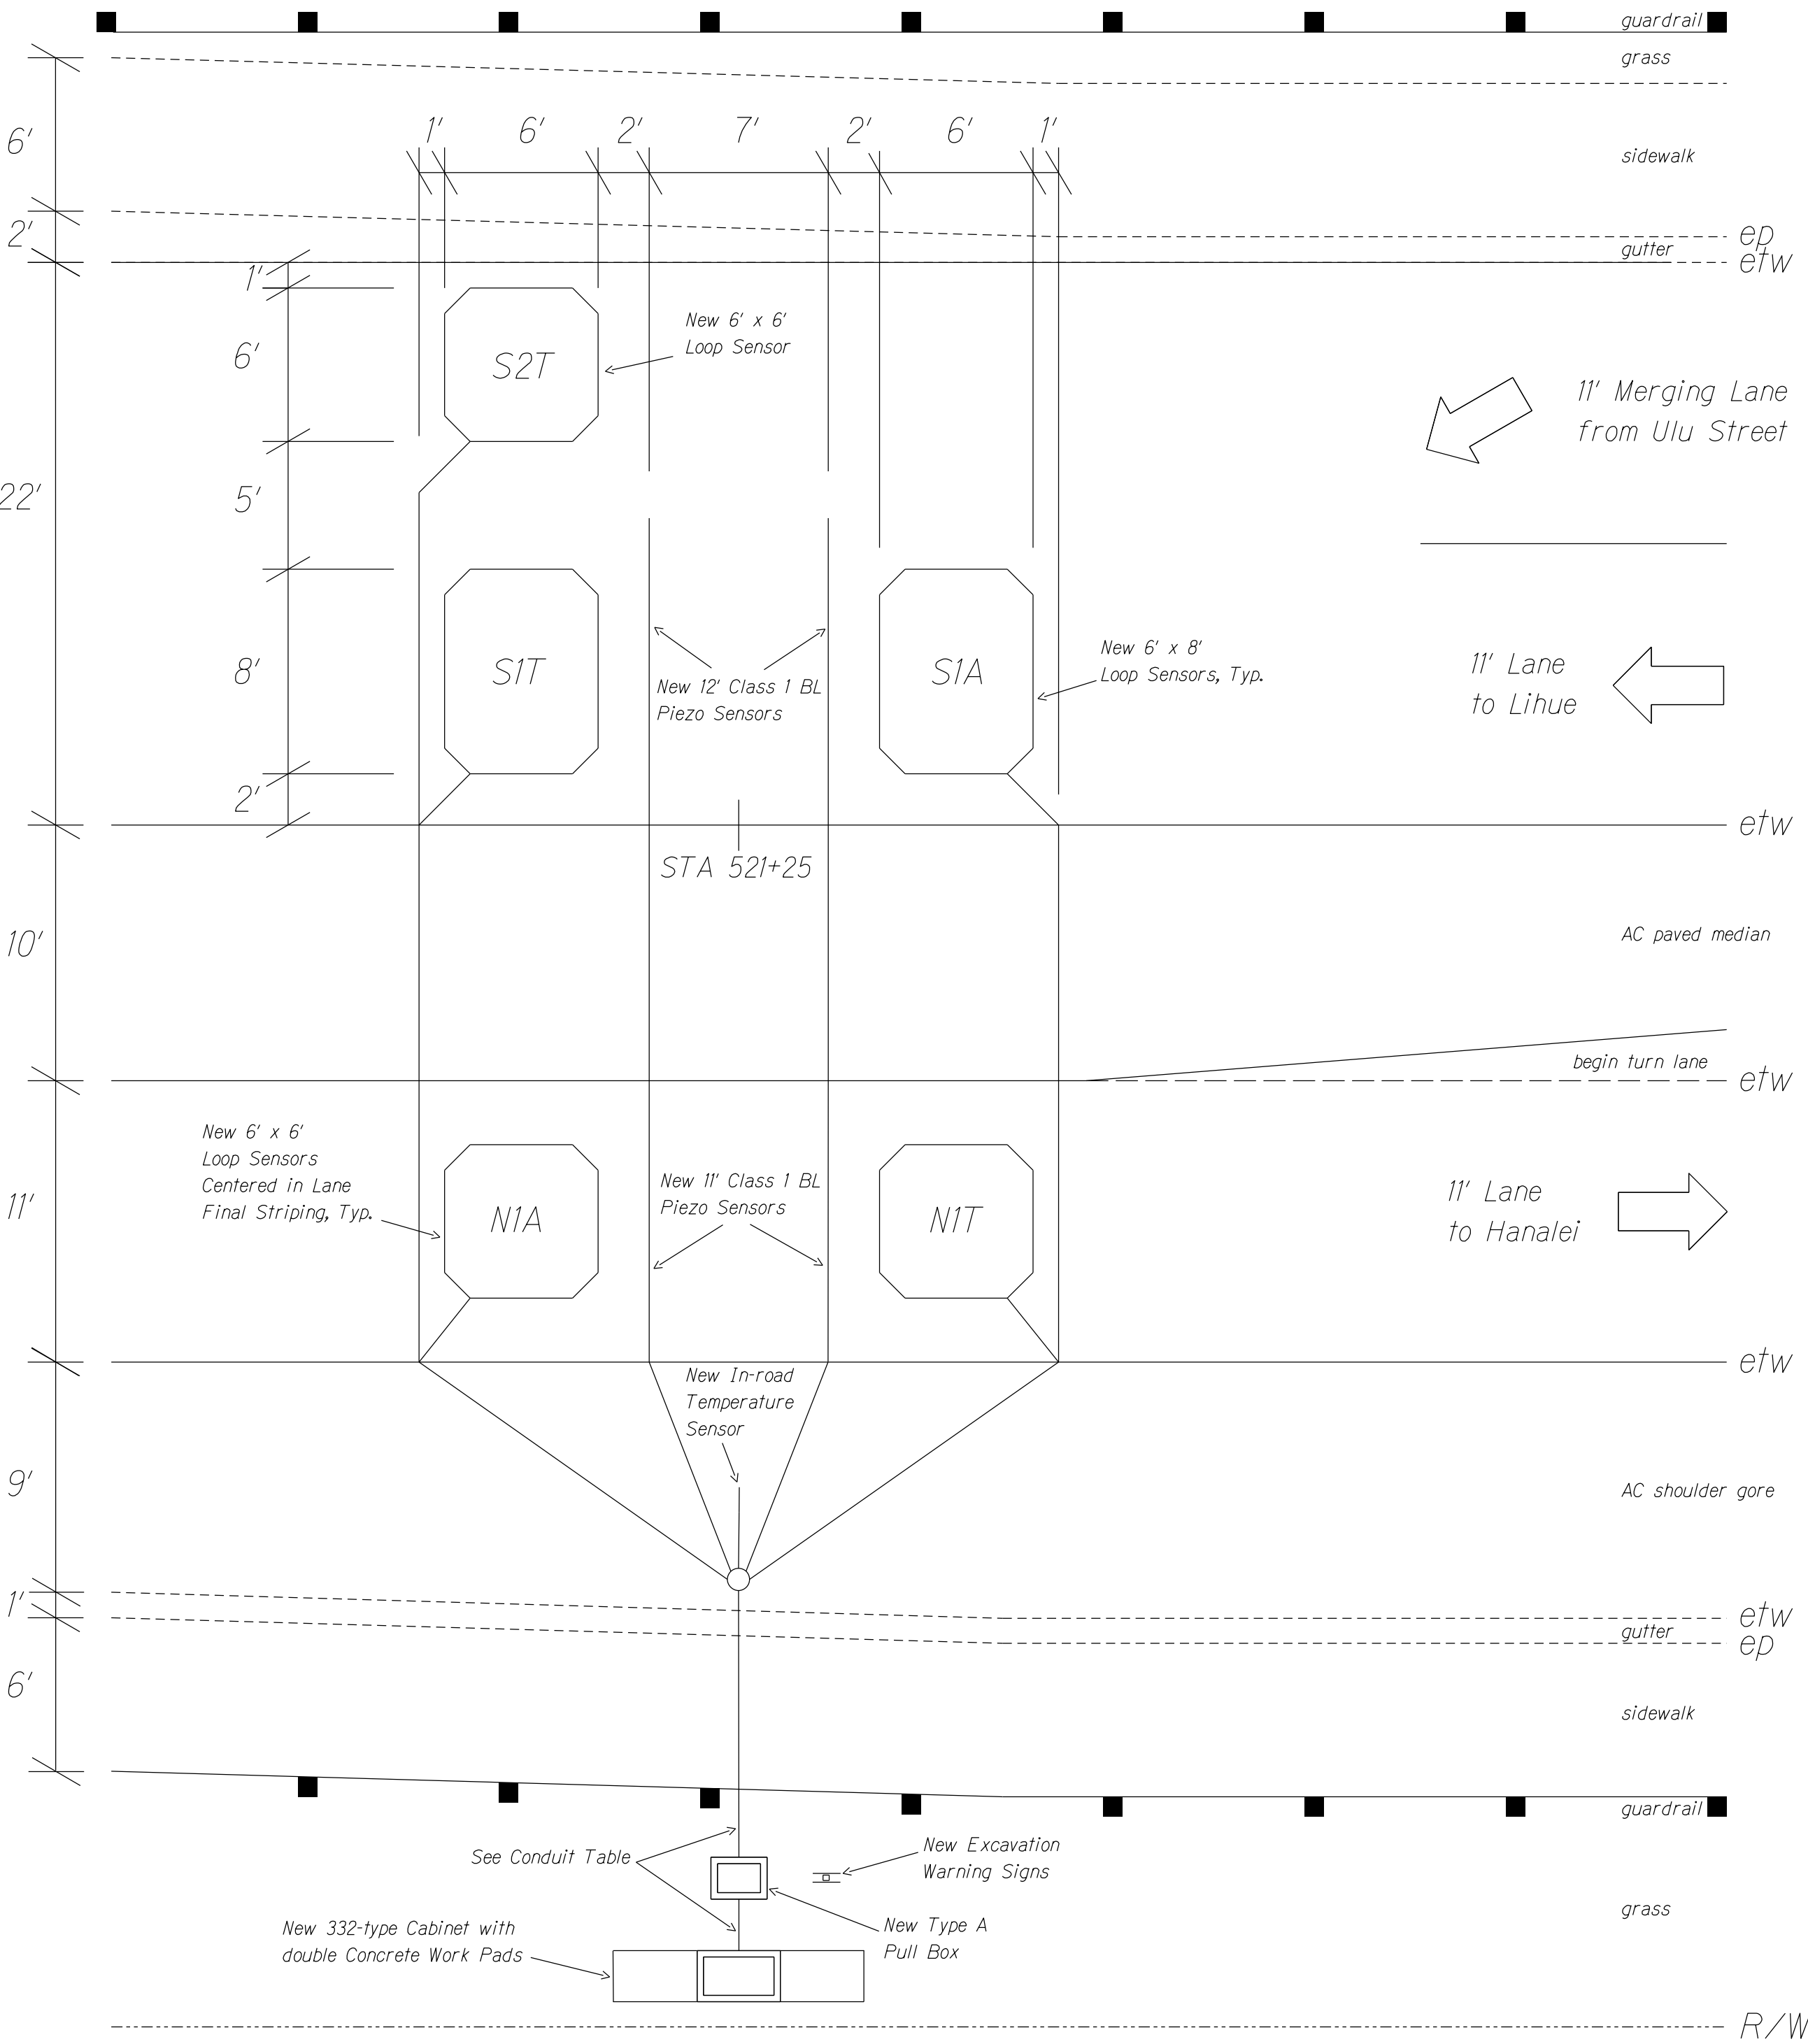 guardrail
grass
1' 6' 2' 7' 2' 6' 1'
6'
sidewalk
2'
ep
gutter
etw
1'
New 6' x 6'
Loop Sensor
6'
S2T
11' Merging Lane
from Ulu Street
22'
5'
8'
S1T
New 12' Class 1 BL
Piezo Sensors
S1A
New 6' x 8'
Loop Sensors, Typ.
11' Lane
to Lihue
2'
etw
STA 521+25
10'
AC paved median
begin turn lane
etw
New 6' x 6'
Loop Sensors
Centered in Lane
Final Striping, Typ.
11'
N1A
New 11' Class 1 BL
Piezo Sensors
N1T
11' Lane
to Hanalei
etw
New In-road
Temperature
Sensor
9'
AC shoulder gore
1'
etw
gutter
ep
6'
sidewalk
guardrail
See Conduit Table
New Excavation
Warning Signs
grass
New 332-type Cabinet with
double Concrete Work Pads
New Type A
Pull Box
R/W